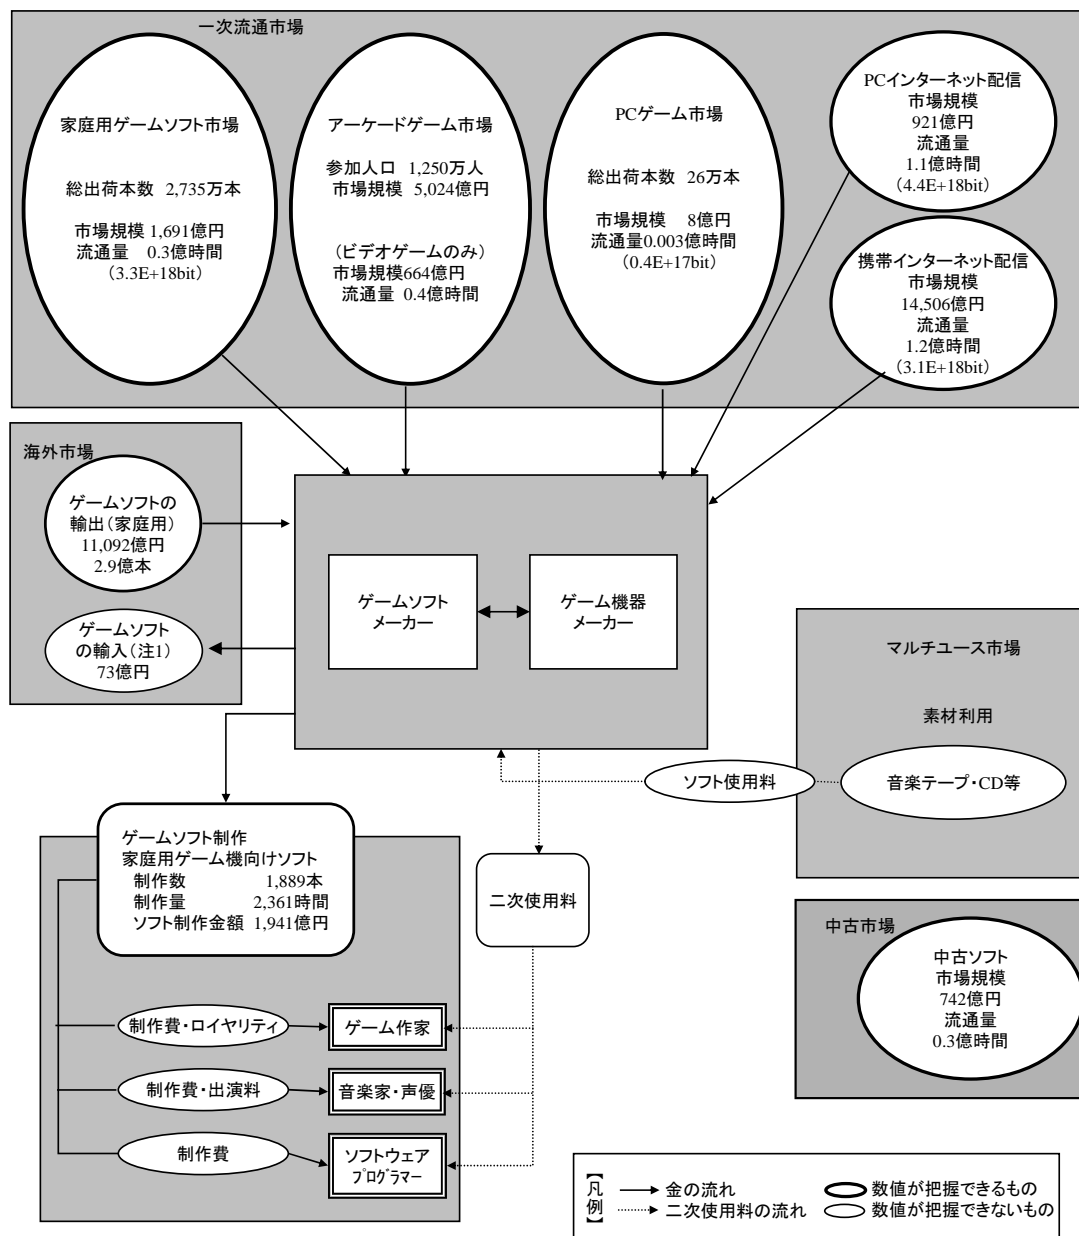 一次流通市場
家庭用ゲームソフト市場
総出荷本数 2,735万本
市場規模 1,691億円
流通量 0.3億時間
(3.3E+18bit)
アーケードゲーム市場
参加人口 1,250万人
市場規模 5,024億円
(ビデオゲームのみ)
市場規模664億円
流通量 0.4億時間
PCゲーム市場
総出荷本数 26万本
市場規模 8億円
流通量0.003億時間
(0.4E+17bit)
PCインターネット配信
市場規模
921億円
流通量
1.1億時間
(4.4E+18bit)
携帯インターネット配信
市場規模
14,506億円
流通量
1.2億時間
(3.1E+18bit)
海外市場
ゲームソフトの
輸出(家庭用)
11,092億円
2.9億本
ゲームソフト
の輸入(注1)
73億円
ゲームソフト
メーカー
ゲーム機器
メーカー
マルチユース市場
素材利用
音楽テープ・CD等
ソフト使用料
ゲームソフト制作
家庭用ゲーム機向けソフト
制作数 1,889本
制作量 2,361時間
ソフト制作金額 1,941億円
二次使用料
制作費・ロイヤリティ
ゲーム作家
制作費・出演料
音楽家・声優
制作費
ソフトウェア
プログラマー
中古市場
中古ソフト
市場規模
742億円
流通量
0.3億時間
【凡例】
金の流れ
二次使用料の流れ
数値が把握できるもの
数値が把握できないもの